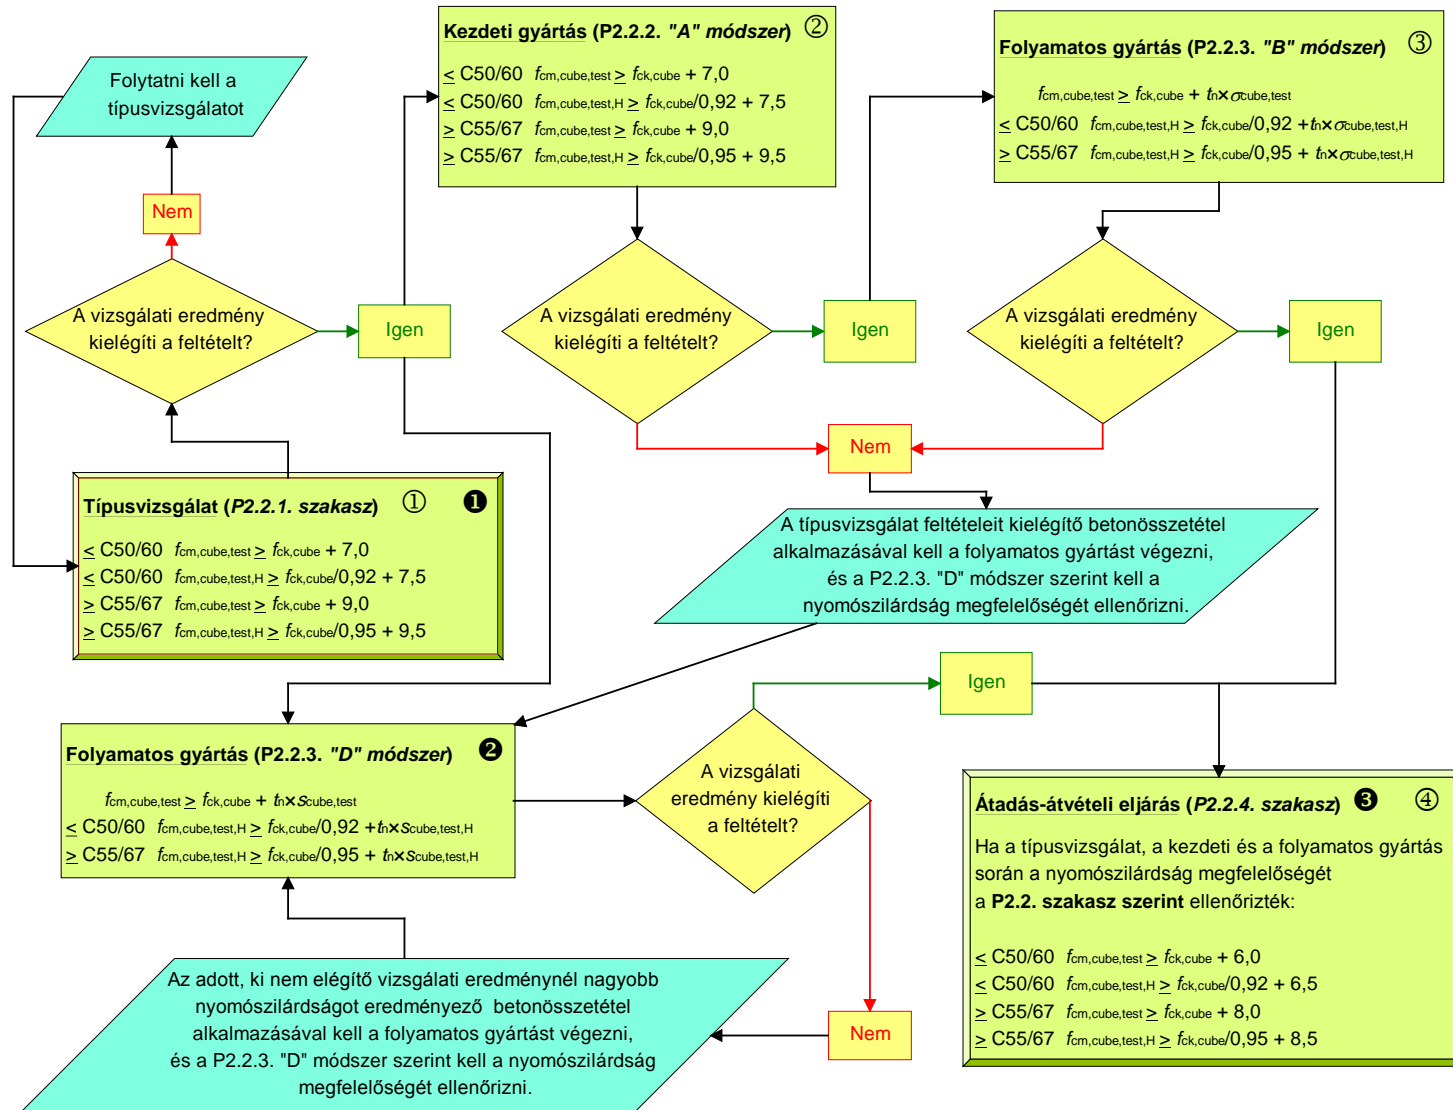 Folytatni kell a
típusvizsgálatot
Nem
A vizsgálati eredmény
kielégíti a feltételt?
Igen
Típusvizsgálat (P2.2.1. szakasz) ① ❶
≤ C50/60 fcm,cube,test ≥ fck,cube + 7,0
≤ C50/60 fcm,cube,test,H ≥ fck,cube/0,92 + 7,5
≥ C55/67 fcm,cube,test ≥ fck,cube + 9,0
≥ C55/67 fcm,cube,test,H ≥ fck,cube/0,95 + 9,5
Kezdeti gyártás (P2.2.2. "A" módszer) ②
≤ C50/60 fcm,cube,test ≥ fck,cube + 7,0
≤ C50/60 fcm,cube,test,H ≥ fck,cube/0,92 + 7,5
≥ C55/67 fcm,cube,test ≥ fck,cube + 9,0
≥ C55/67 fcm,cube,test,H ≥ fck,cube/0,95 + 9,5
A vizsgálati eredmény
kielégíti a feltételt?
Igen
Folyamatos gyártás (P2.2.3. "B" módszer) ③
fcm,cube,test ≥ fck,cube + tn×σcube,test
≤ C50/60 fcm,cube,test,H ≥ fck,cube/0,92 +tn×σcube,test,H
≥ C55/67 fcm,cube,test,H ≥ fck,cube/0,95 + tn×σcube,test,H
A vizsgálati eredmény
kielégíti a feltételt?
Igen
Nem
A típusvizsgálat feltételeit kielégítő betonösszetétel
alkalmazásával kell a folyamatos gyártást végezni,
és a P2.2.3. "D" módszer szerint kell a
nyomószilárdság megfelelőségét ellenőrizni.
Folyamatos gyártás (P2.2.3. "D" módszer) ❷
fcm,cube,test ≥ fck,cube + tn×scube,test
≤ C50/60 fcm,cube,test,H ≥ fck,cube/0,92 +tn×scube,test,H
≥ C55/67 fcm,cube,test,H ≥ fck,cube/0,95 + tn×scube,test,H
A vizsgálati
eredmény kielégíti
a feltételt?
Igen
Nem
Az adott, ki nem elégítő vizsgálati eredménynél nagyobb
nyomószilárdságot eredményező betonösszetétel
alkalmazásával kell a folyamatos gyártást végezni,
és a P2.2.3. "D" módszer szerint kell a nyomószilárdság
megfelelőségét ellenőrizni.
Átadás-átvételi eljárás (P2.2.4. szakasz) ❸ ④
Ha a típusvizsgálat, a kezdeti és a folyamatos gyártás
során a nyomószilárdság megfelelőségét
a P2.2. szakasz szerint ellenőrizték:
≤ C50/60 fcm,cube,test ≥ fck,cube + 6,0
≤ C50/60 fcm,cube,test,H ≥ fck,cube/0,92 + 6,5
≥ C55/67 fcm,cube,test ≥ fck,cube + 8,0
≥ C55/67 fcm,cube,test,H ≥ fck,cube/0,95 + 8,5